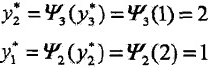 y₂* = Ψ₃(y₃*) = Ψ₃(1) = 2
y₁* = Ψ₂(y₂*) = Ψ₂(2) = 1